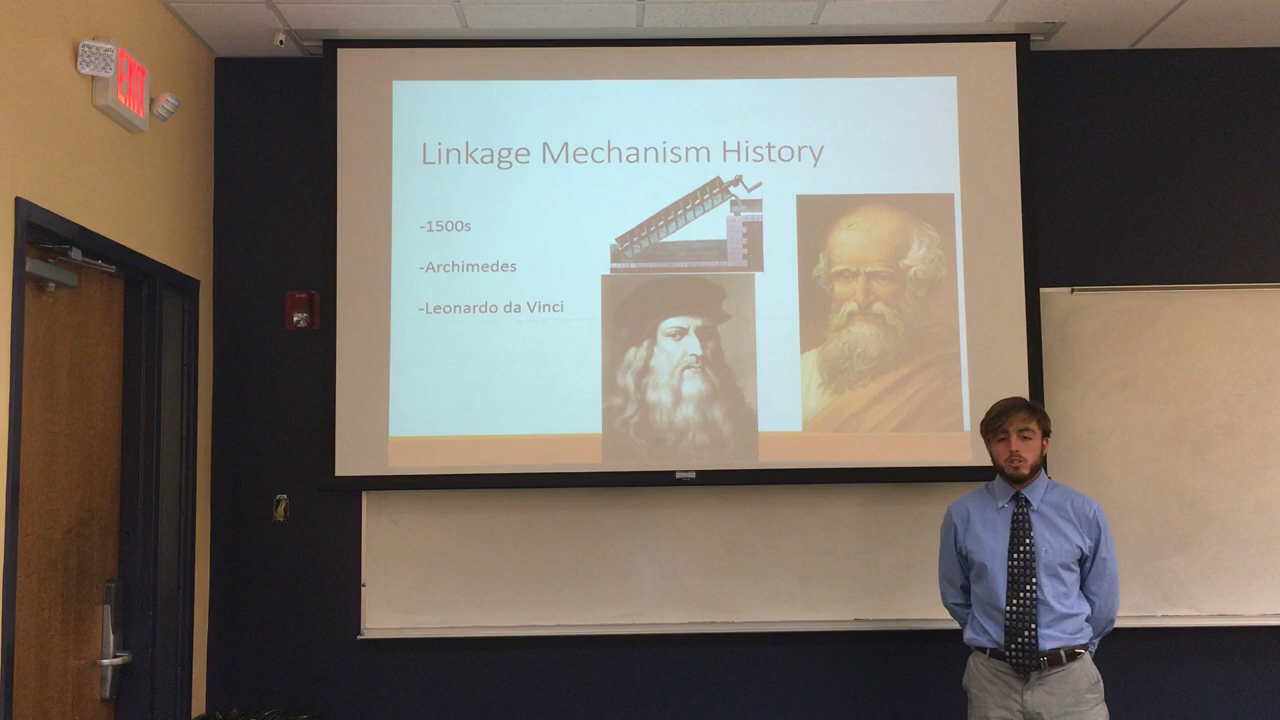 EXIT
Linkage Mechanism History
-1500s
-Archimedes
-Leonardo da Vinci